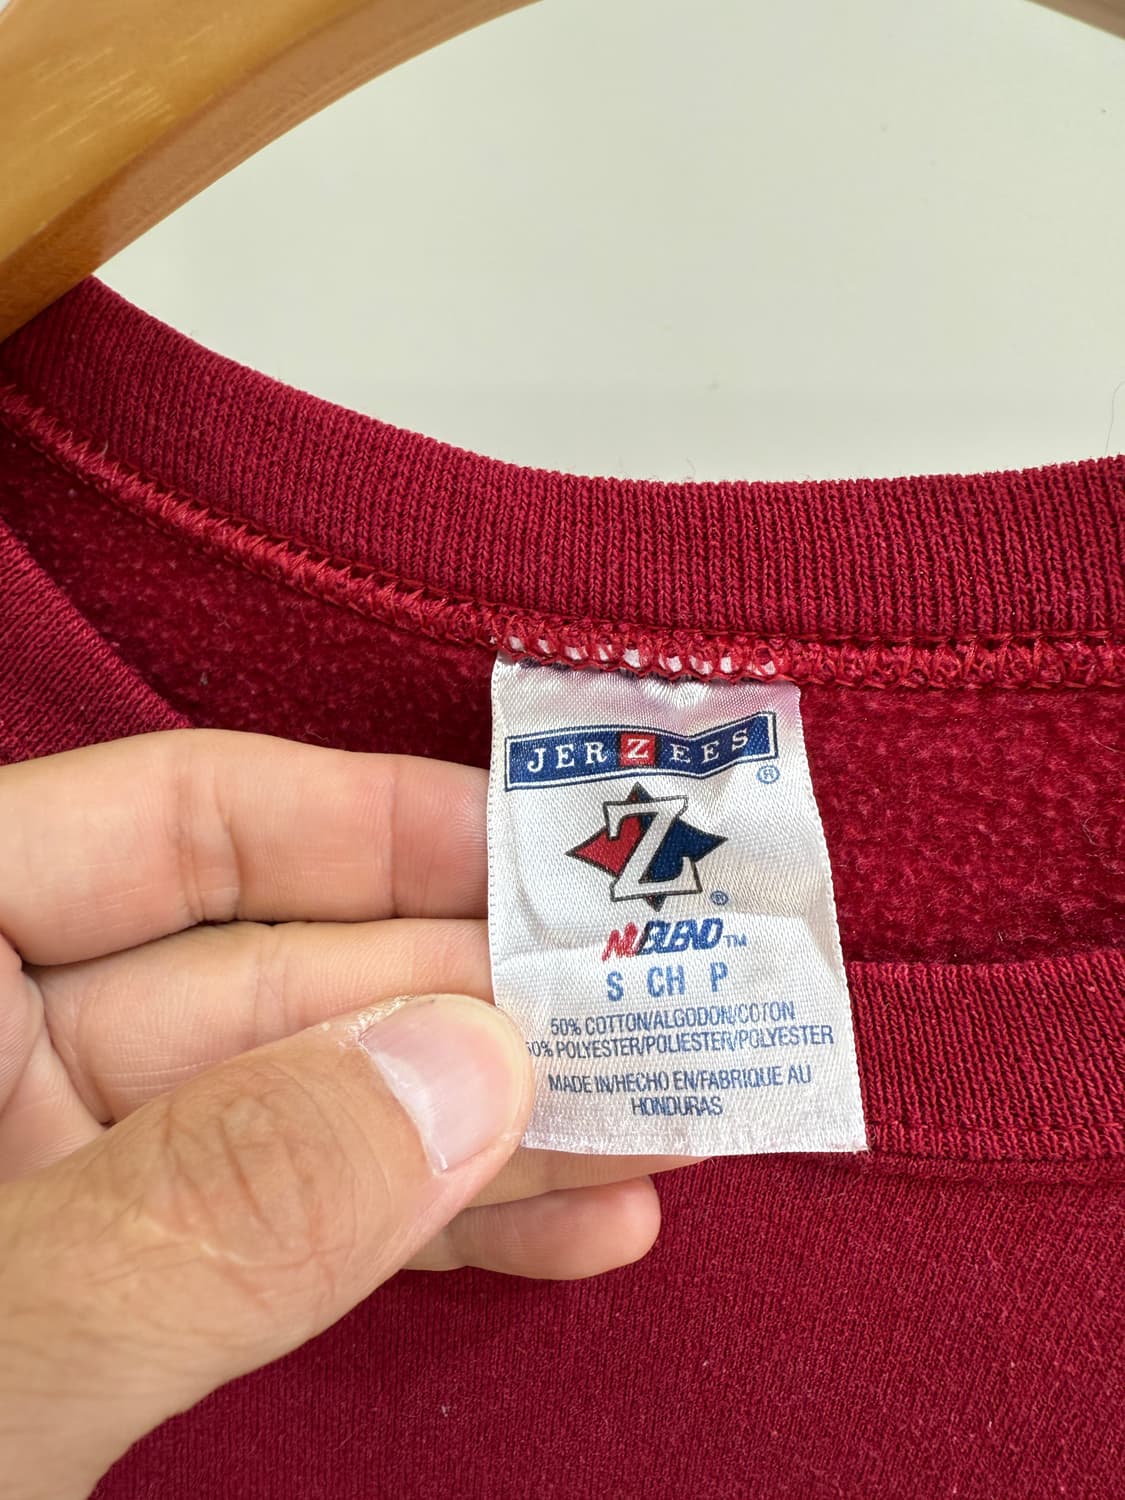 JERZEES
®
Z
®
NUBLEND™
S CH P
50% COTTON/ALGODON/COTON
50% POLYESTER/POLIESTER/POLYESTER
MADE IN/HECHO EN/FABRIQUE AU
HONDURAS